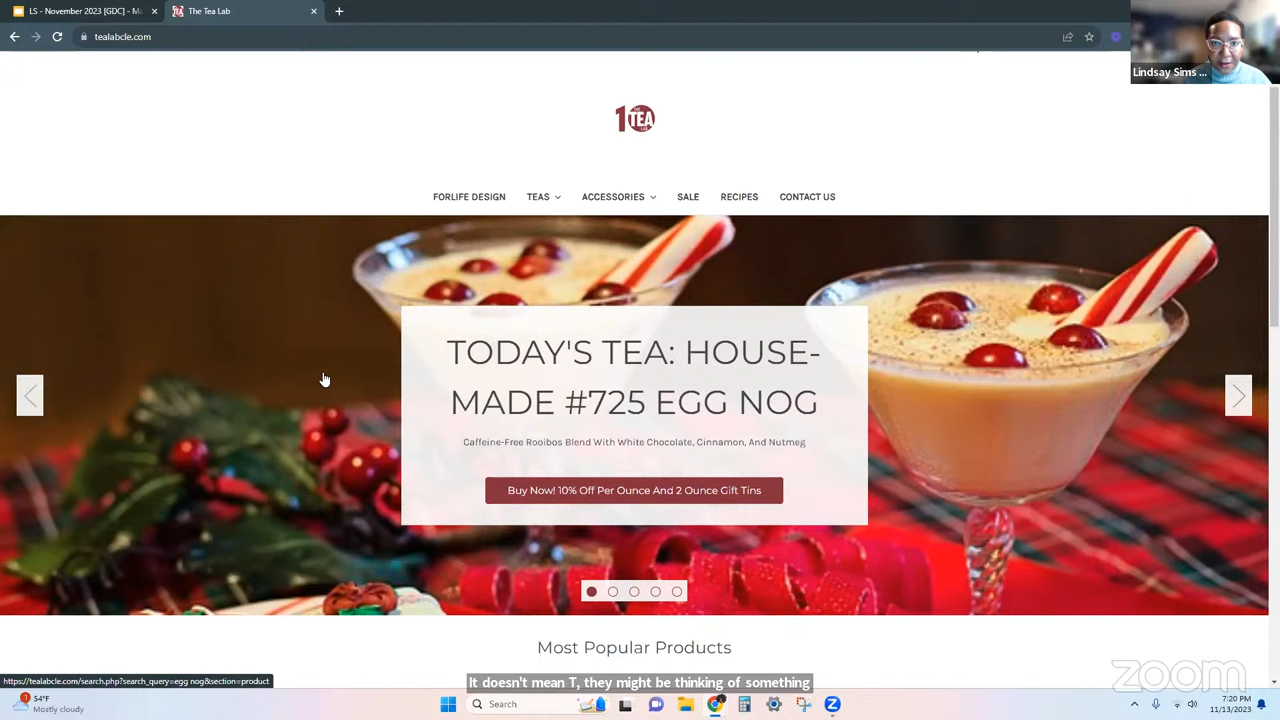 LS - November 2023 [GDC] - Ma
The Tea Lab
tealabcle.com
Lindsay Sims ...
10
THE
TEA
LAB
FORLIFE DESIGN TEAS ACCESSORIES SALE RECIPES CONTACT US
TODAY'S TEA: HOUSE-
MADE #725 EGG NOG
Caffeine-Free Rooibos Blend With White Chocolate, Cinnamon, And Nutmeg
Buy Now! 10% Off Per Ounce And 2 Ounce Gift Tins
Most Popular Products
https://tealabcle.com/search.php?search_query=egg nog&section=product
It doesn't mean T, they might be thinking of something
zoom
1
54°F
Mostly cloudy
Search
7:20 PM
11/13/2023